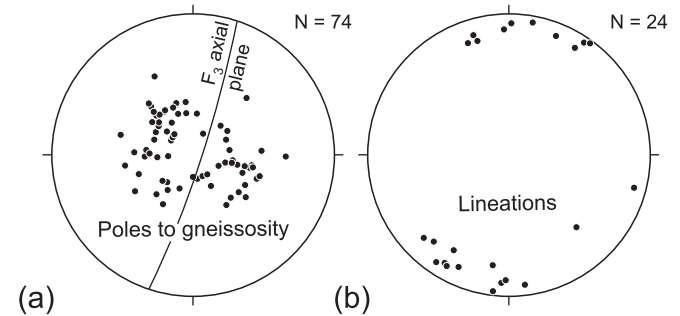 N = 74
F3 axial
plane
Poles to gneissosity
(a)
N = 24
Lineations
(b)